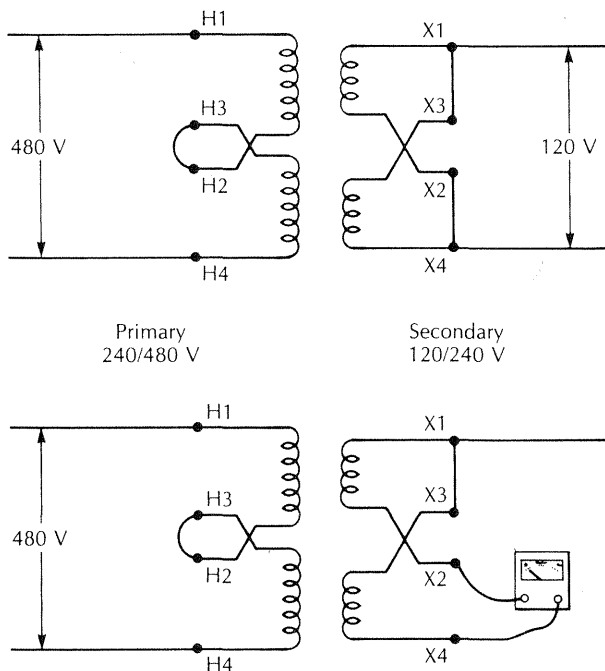 H1
X1
H3
X3
480 V
120 V
H2
X2
H4
X4
Primary
240/480 V
Secondary
120/240 V
H1
X1
H3
X3
480 V
H2
X2
H4
X4